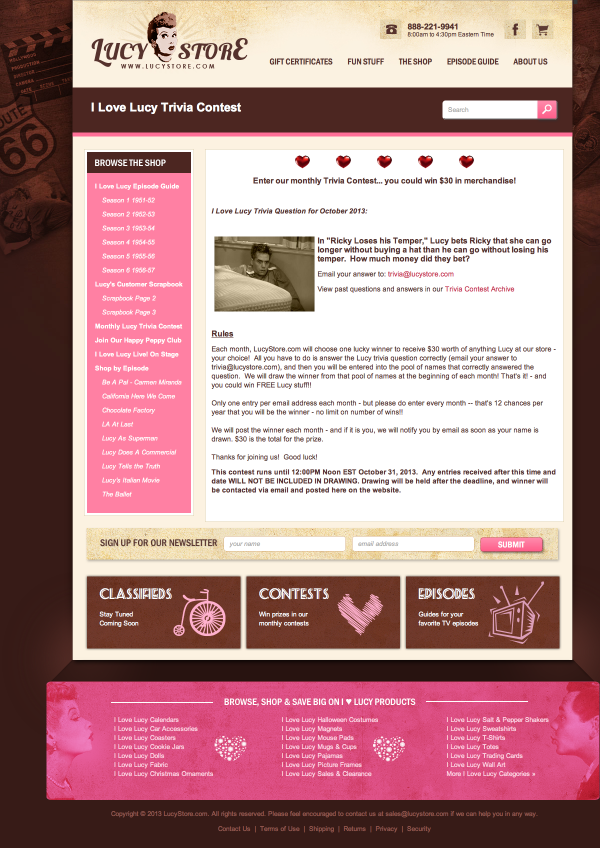 LUCY STORE
WWW.LUCYSTORE.COM
888-221-9941
8:00am to 4:30pm Eastern Time
GIFT CERTIFICATES FUN STUFF THE SHOP EPISODE GUIDE ABOUT US
I Love Lucy Trivia Contest
Search
ROUTE
66
BROWSE THE SHOP
I Love Lucy Episode Guide
Season 1 1951-52
Season 2 1952-53
Season 3 1953-54
Season 4 1954-55
Season 5 1955-56
Season 6 1956-57
Lucy's Customer Scrapbook
Scrapbook Page 2
Scrapbook Page 3
Monthly Lucy Trivia Contest
Join Our Happy Peppy Club
I Love Lucy Live! On Stage
Shop by Episode
Be A Pal - Carmen Miranda
California Here We Come
Chocolate Factory
LA At Last
Lucy As Superman
Lucy Does A Commercial
Lucy Tells the Truth
Lucy's Italian Movie
The Ballet
Enter our monthly Trivia Contest... you could win $30 in merchandise!
I Love Lucy Trivia Question for October 2013:
In "Ricky Loses his Temper," Lucy bets Ricky that she can go
longer without buying a hat than he can go without losing his
temper. How much money did they bet?
Email your answer to: trivia@lucystore.com
View past questions and answers in our Trivia Contest Archive
Rules
Each month, LucyStore.com will choose one lucky winner to receive $30 worth of anything Lucy at our store -
your choice! All you have to do is answer the Lucy trivia question correctly (email your answer to
trivia@lucystore.com), and then you will be entered into the pool of names that correctly answered the
question. We will draw the winner from that pool of names at the beginning of each month! That's it! - and
you could win FREE Lucy stuff!!
Only one entry per email address each month - but please do enter every month -- that's 12 chances per
year that you will be the winner - no limit on number of wins!!
We will post the winner each month - and if it is you, we will notify you by email as soon as your name is
drawn. $30 is the total for the prize.
Thanks for joining us! Good luck!
This contest runs until 12:00PM Noon EST October 31, 2013. Any entries received after this time and
date WILL NOT BE INCLUDED IN DRAWING. Drawing will be held after the deadline, and winner will
be contacted via email and posted here on the website.
SIGN UP FOR OUR NEWSLETTER your name email address SUBMIT
CLASSIFIEDS
Stay Tuned
Coming Soon
CONTESTS
Win prizes in our
monthly contests
EPISODES
Guides for your
favorite TV episodes
BROWSE, SHOP & SAVE BIG ON I ♥ LUCY PRODUCTS
I Love Lucy Calendars
I Love Lucy Car Accessories
I Love Lucy Coasters
I Love Lucy Cookie Jars
I Love Lucy Dolls
I Love Lucy Fabric
I Love Lucy Christmas Ornaments
I Love Lucy Halloween Costumes
I Love Lucy Magnets
I Love Lucy Mouse Pads
I Love Lucy Mugs & Cups
I Love Lucy Pajamas
I Love Lucy Picture Frames
I Love Lucy Sales & Clearance
I Love Lucy Salt & Pepper Shakers
I Love Lucy Sweatshirts
I Love Lucy T-Shirts
I Love Lucy Totes
I Love Lucy Trading Cards
I Love Lucy Wall Art
More I Love Lucy Categories »
Copyright © 2013 LucyStore.com. All rights reserved. Please feel encouraged to contact us at sales@lucystore.com if we can help you in any way.
Contact Us | Terms of Use | Shipping | Returns | Privacy | Security